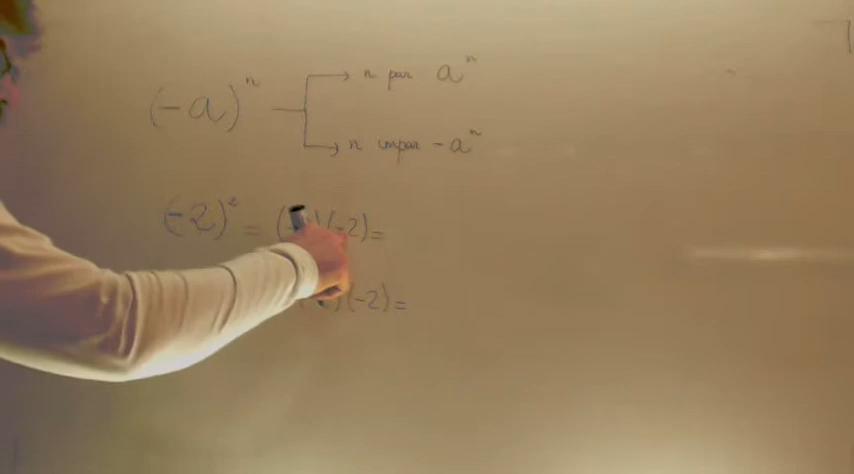 n par aⁿ
(-a)ⁿ
n impar -aⁿ
(-2)² = ( )(-2)=
)(-2)=